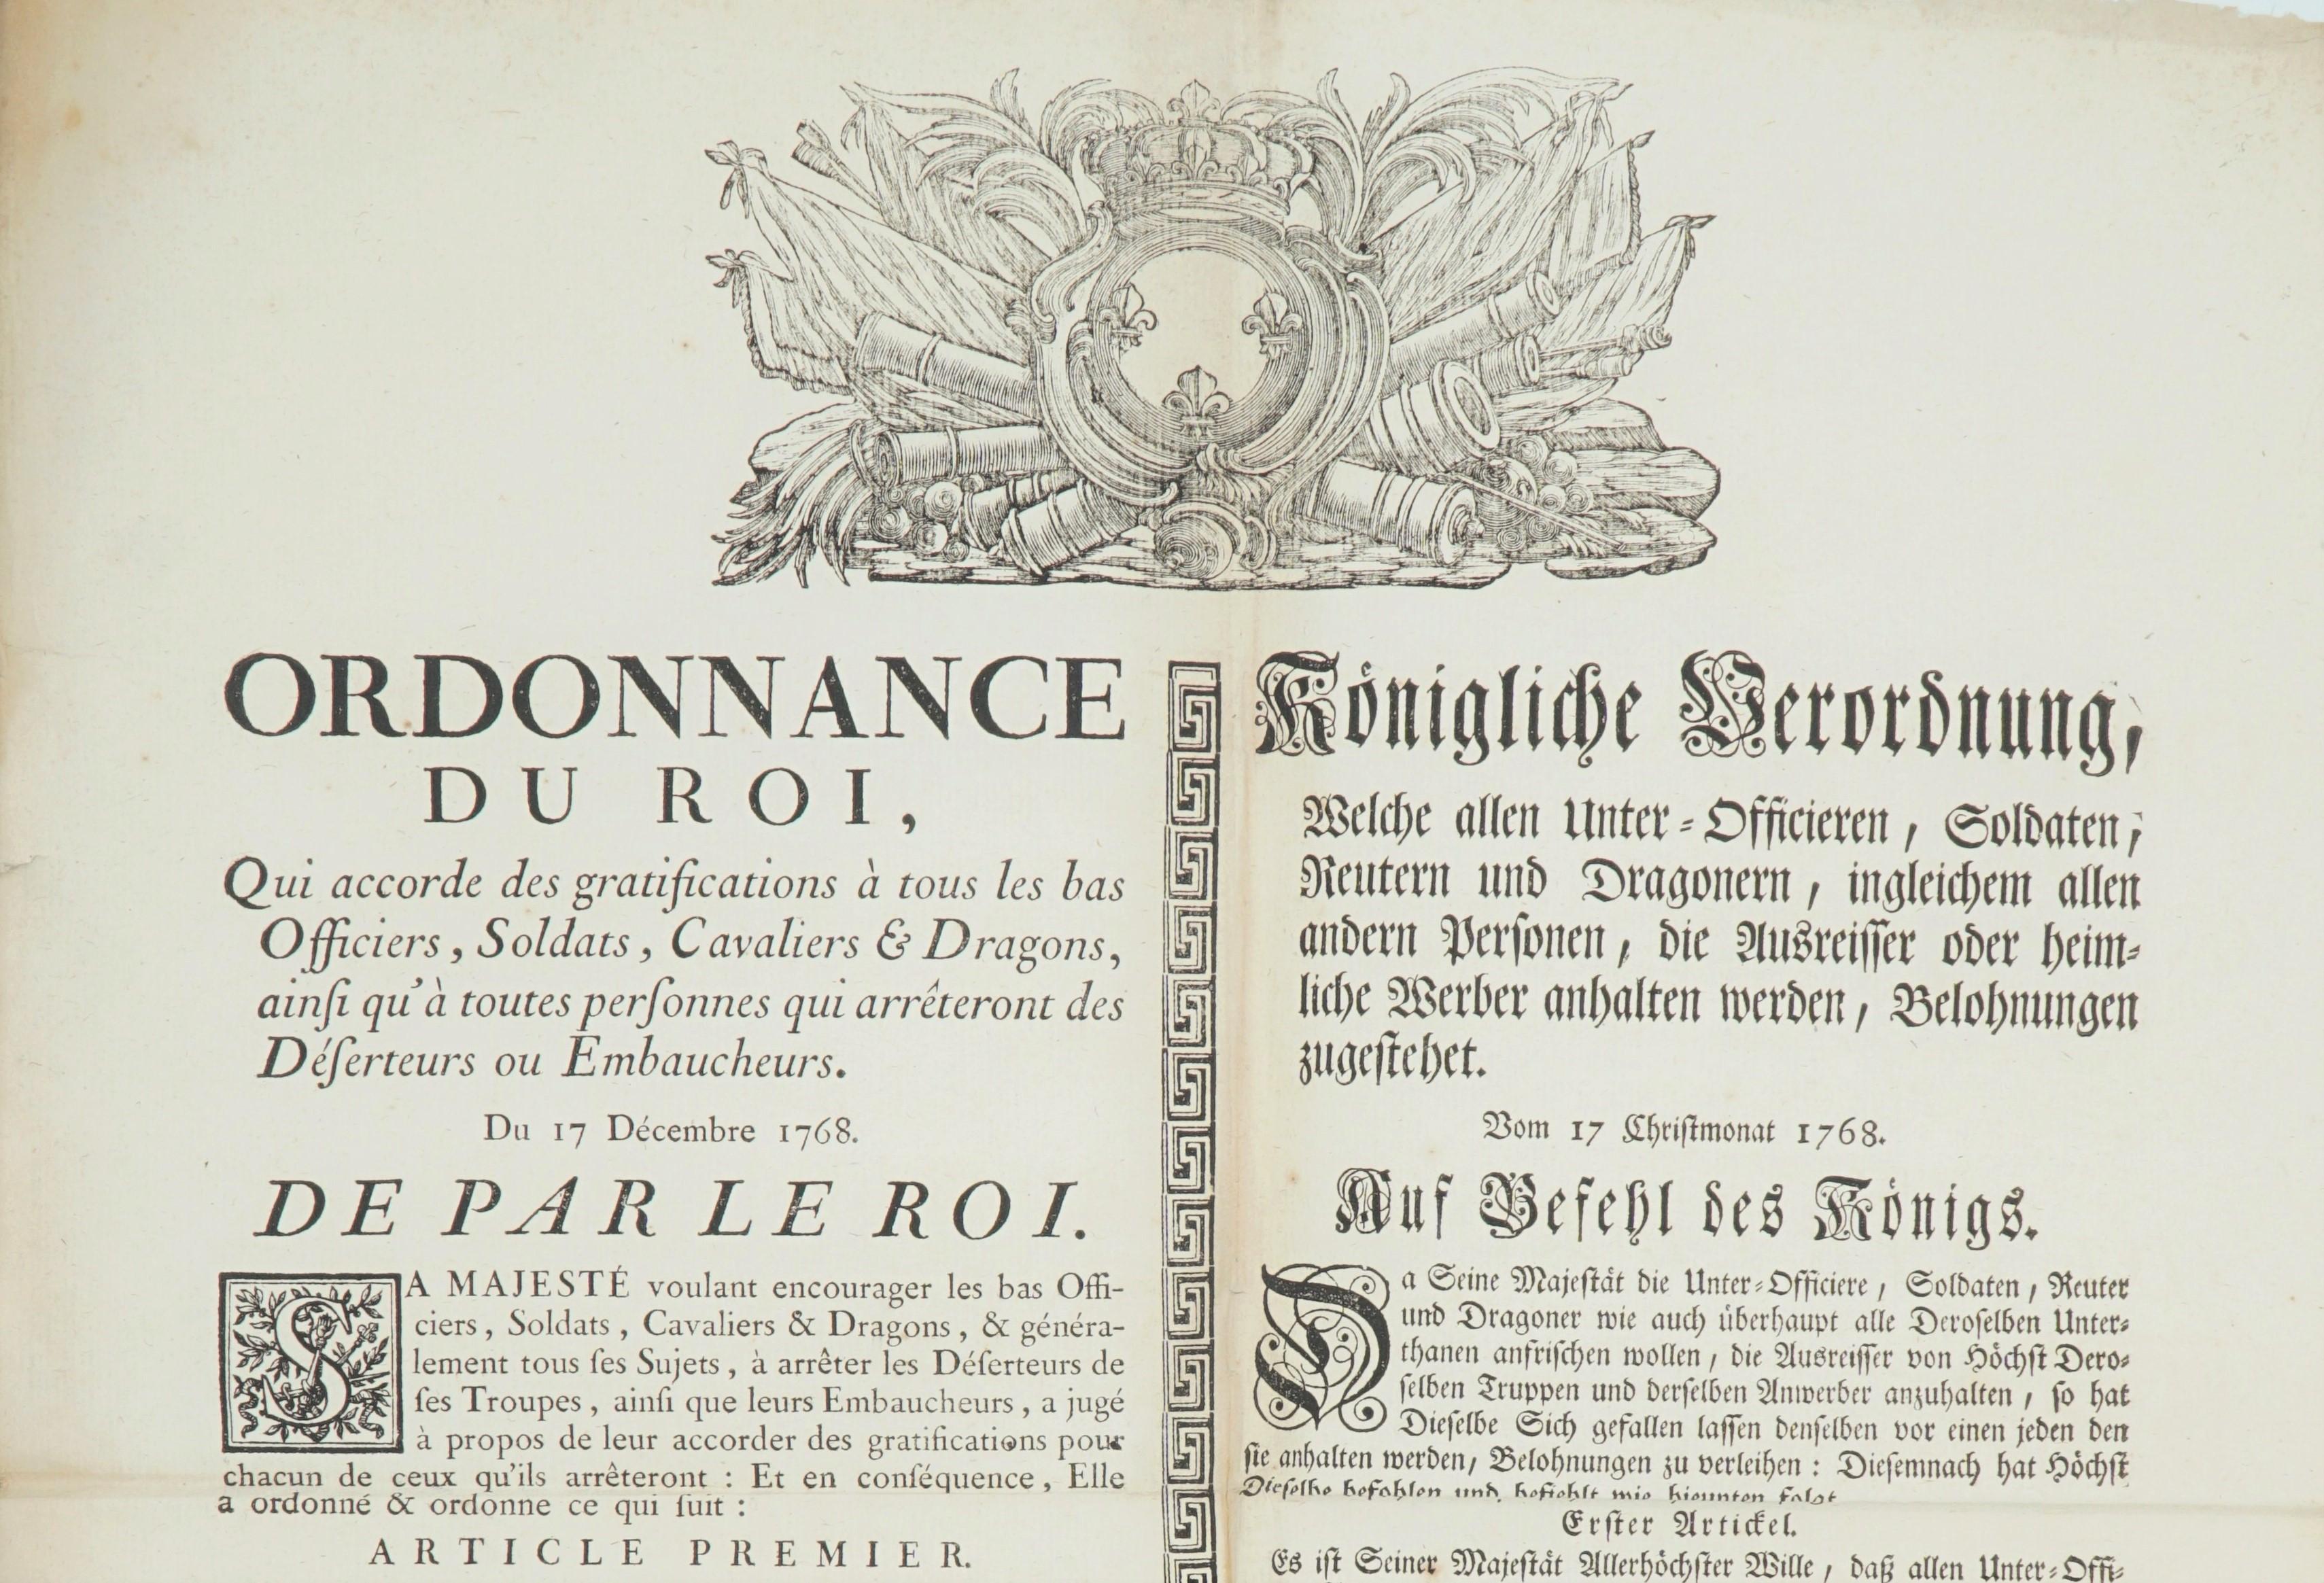 ORDONNANCE
DU ROI,
Qui accorde des gratifications à tous les bas
Officiers, Soldats, Cavaliers & Dragons,
ainſi qu'à toutes perſonnes qui arrêteront des
Déſerteurs ou Embaucheurs.
Du 17 Décembre 1768.
DE PAR LE ROI.
SA MAJESTÉ voulant encourager les bas Offi-
ciers, Soldats, Cavaliers & Dragons, & généra-
lement tous ſes Sujets, à arrêter les Déſerteurs de
ſes Troupes, ainſi que leurs Embaucheurs, a jugé
à propos de leur accorder des gratifications pour
chacun de ceux qu'ils arrêteront : Et en conſéquence, Elle
a ordonné & ordonne ce qui ſuit :
ARTICLE PREMIER.
Königliche Verordnung,
Welche allen Unter-Officieren, Soldaten,
Reutern und Dragonern, ingleichem allen
andern Perſonen, die Ausreiſſer oder heim-
liche Werber anhalten werden, Belohnungen
zugeſtehet.
Vom 17 Chriſtmonat 1768.
Auf Befehl des Königs.
Da Seine Majeſtät die Unter-Officiere, Soldaten, Reuter
und Dragoner wie auch überhaupt alle Deroſelben Unter-
thanen anfriſchen wollen, die Ausreiſſer von Höchſt Dero-
ſelben Truppen und derſelben Anwerber anzuhalten, ſo hat
Dieſelbe Sich gefallen laſſen denſelben vor einen jeden den
ſie anhalten werden, Belohnungen zu verleihen : Dieſemnach hat Höchſt
Dieſelbe befohlen und befiehlt wie hierunten folgt
Erſter Artickel.
Es iſt Seiner Majeſtät Allerhöchſter Wille, daß allen Unter-Offi-